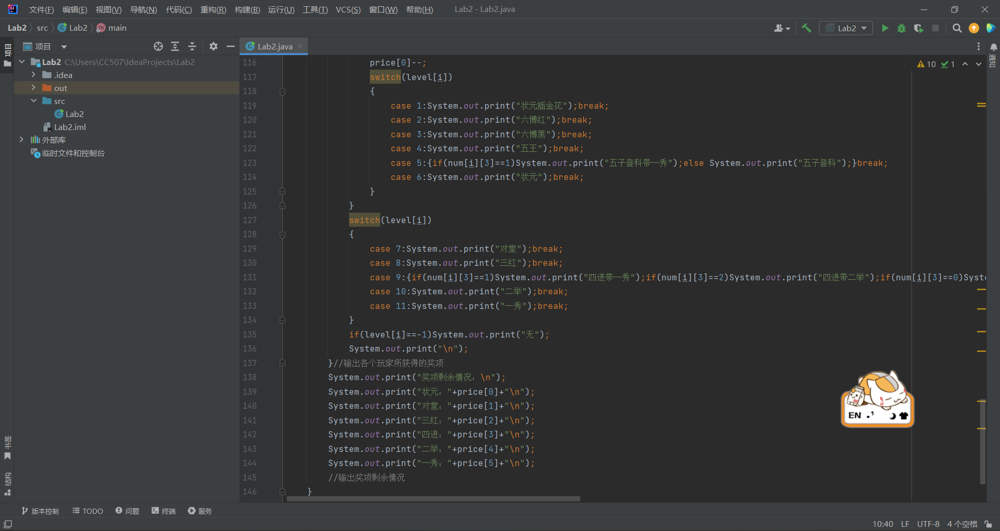 文件(F) 编辑(E) 视图(V) 导航(N) 代码(C) 重构(R) 构建(B) 运行(U) 工具(T) VCS(S) 窗口(W) 帮助(H) Lab2 - Lab2.java
Lab2 src Lab2 main Lab2
项目 Lab2.java
Lab2 C:\Users\CC507\IdeaProjects\Lab2
.idea
out
src
Lab2
Lab2.iml
外部库
临时文件和控制台
项目
书签
结构
通知
10 1
116 price[0]--;
117 switch(level[i])
118 {
119 case 1:System.out.print("状元插金花");break;
120 case 2:System.out.print("六博红");break;
121 case 3:System.out.print("六博黑");break;
122 case 4:System.out.print("五王");break;
123 case 5:{if(num[i][3]==1)System.out.print("五子登科带一秀");else System.out.print("五子登科");}break;
124 case 6:System.out.print("状元");break;
125 }
126 }
127 switch(level[i])
128 {
129 case 7:System.out.print("对堂");break;
130 case 8:System.out.print("三红");break;
131 case 9:{if(num[i][3]==1)System.out.print("四进带一秀");if(num[i][3]==2)System.out.print("四进带二举");if(num[i][3]==0)Syst
132 case 10:System.out.print("二举");break;
133 case 11:System.out.print("一秀");break;
134 }
135 if(level[i]==-1)System.out.print("无");
136 System.out.print("\n");
137 }//输出各个玩家所获得的奖项
138 System.out.print("奖项剩余情况：\n");
139 System.out.print("状元："+price[0]+"\n");
140 System.out.print("对堂："+price[1]+"\n");
141 System.out.print("三红："+price[2]+"\n");
142 System.out.print("四进："+price[3]+"\n");
143 System.out.print("二举："+price[4]+"\n");
144 System.out.print("一秀："+price[5]+"\n");
145 //输出奖项剩余情况
146 }
EN
版本控制 TODO 问题 终端 服务
10:40 LF UTF-8 4 个空格